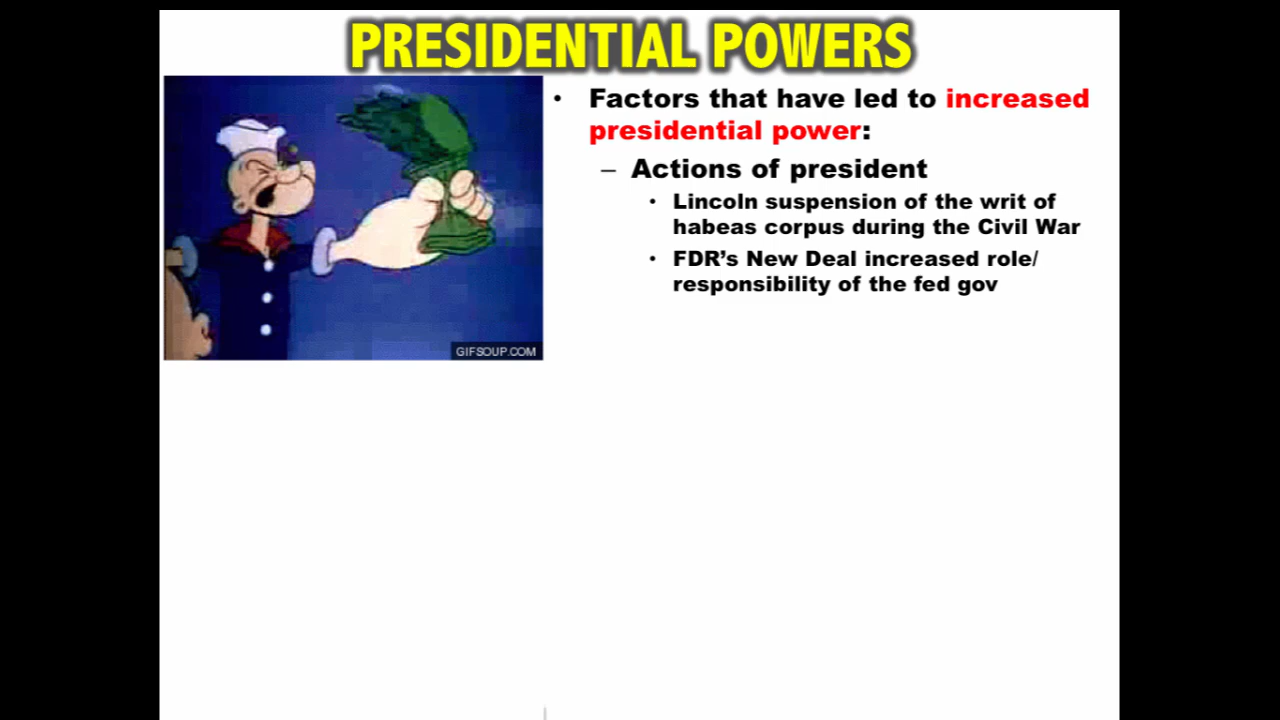 PRESIDENTIAL POWERS
• Factors that have led to increased
presidential power:
– Actions of president
• Lincoln suspension of the writ of
habeas corpus during the Civil War
• FDR’s New Deal increased role/
responsibility of the fed gov
GIFSOUP.COM